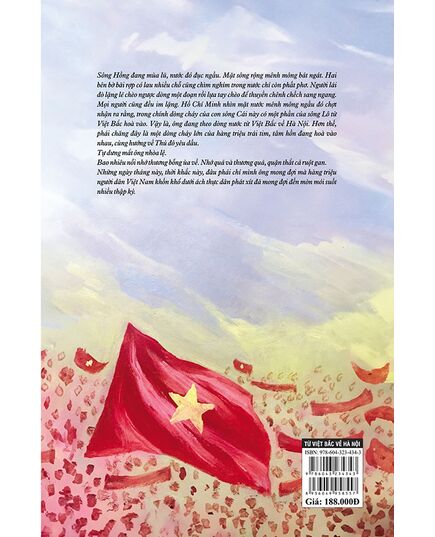 Sông Hồng đang mùa lũ, nước đỏ đục ngầu. Mặt sông rộng mênh mông bát ngát. Hai
bên bờ bãi rợp cỏ lau nhiều chỗ cũng chìm nghỉm trong nước chỉ còn phất phơ. Người lái
đò lặng lẽ chèo ngược dòng một đoạn rồi lựa tay chèo để thuyền chênh chếch sang ngang.
Mọi người cũng đều im lặng. Hồ Chí Minh nhìn mặt nước mênh mông ngầu đỏ chợt
nhận ra rằng, trong chính dòng chảy của con sông Cái này có một phần của sông Lô từ
Việt Bắc hoà vào. Vậy là, ông đang theo dòng nước từ Việt Bắc về Hà Nội. Hơn thế,
phải chăng đây là một dòng chảy lớn của hàng triệu trái tim, tâm hồn đang hoà vào
nhau, cùng hướng về Thủ đô yêu dấu.
Tự dưng mắt ông nhòa lệ.
Bao nhiêu nỗi nhớ thương bỗng ùa về. Nhớ quá và thương quá, quặn thắt cả ruột gan.
Những ngày tháng này, thời khắc này, đâu phải chỉ mình ông mong đợi mà hàng triệu
người dân Việt Nam khốn khổ dưới ách thực dân phát xít đã mong đợi đến mòn mỏi suốt
nhiều thập kỷ.
TỪ VIỆT BẮC VỀ HÀ NỘI
ISBN: 978-604-323-434-3
9 786043 234343
8 936049 956557
Giá: 188.000Đ